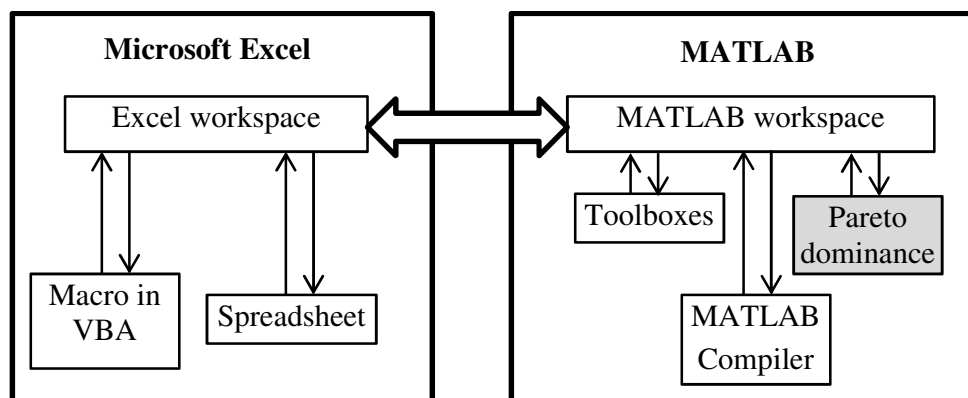 Microsoft Excel
Excel workspace
Macro in
VBA
Spreadsheet
MATLAB
MATLAB workspace
Toolboxes
MATLAB
Compiler
Pareto
dominance